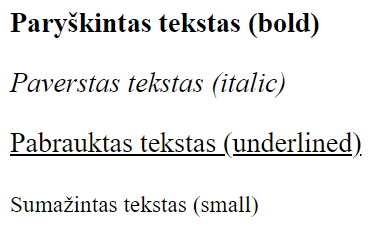 Paryškintas tekstas (bold)
Paverstas tekstas (italic)
Pabrauktas tekstas (underlined)
Sumažintas tekstas (small)